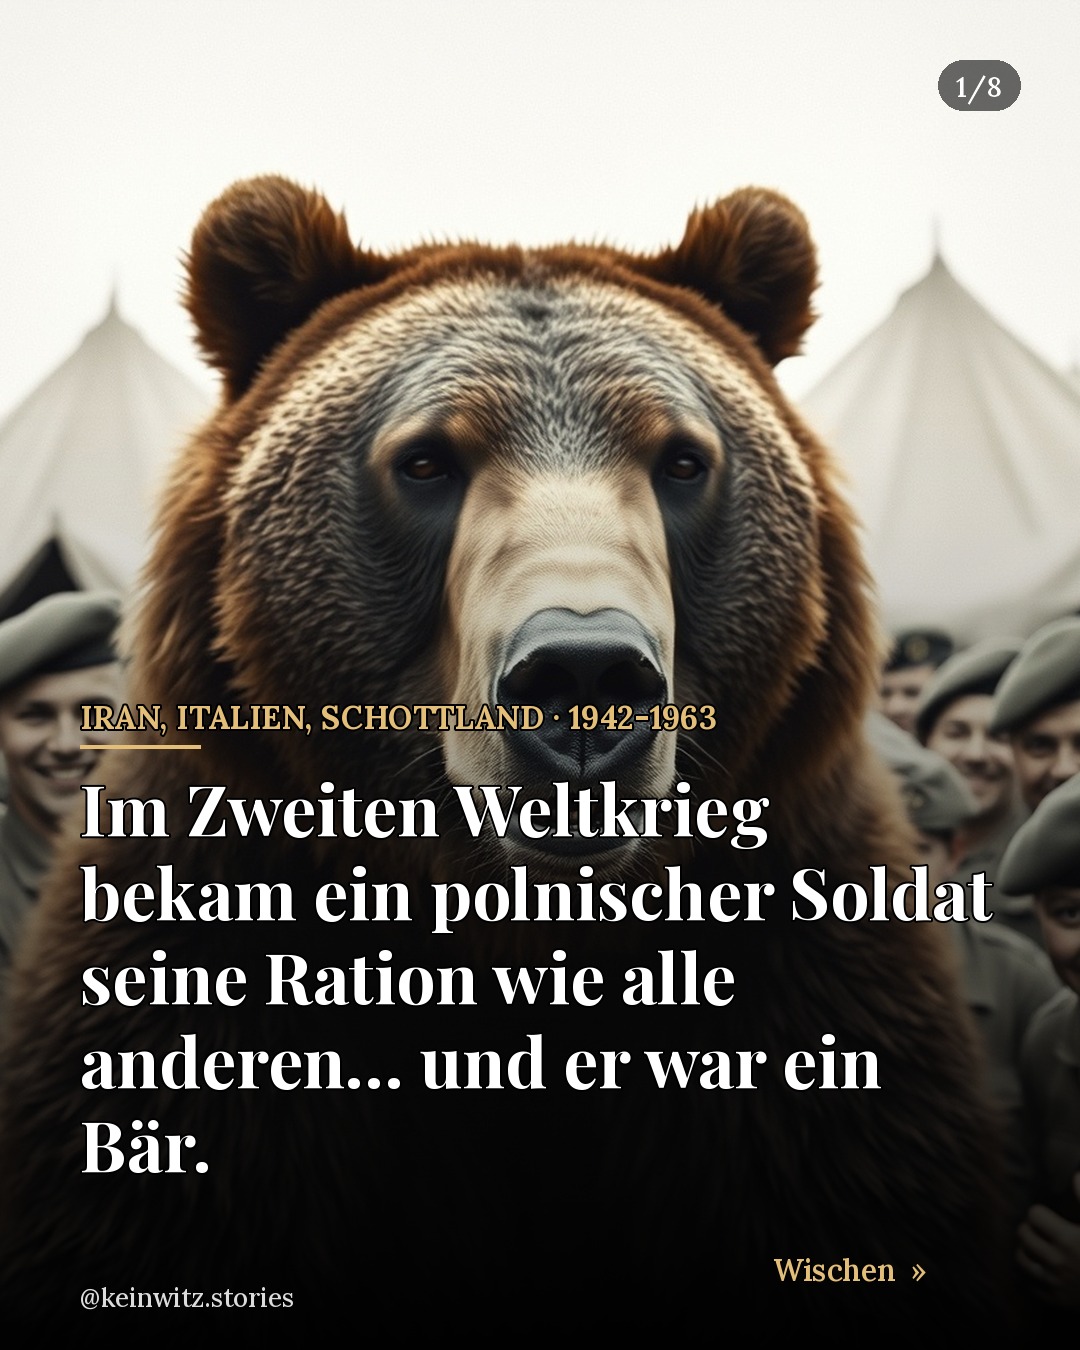 1/8
IRAN, ITALIEN, SCHOTTLAND · 1942–1963
Im Zweiten Weltkrieg
bekam ein polnischer Soldat
seine Ration wie alle
anderen… und er war ein
Bär.
Wischen »
@keinwitz.stories